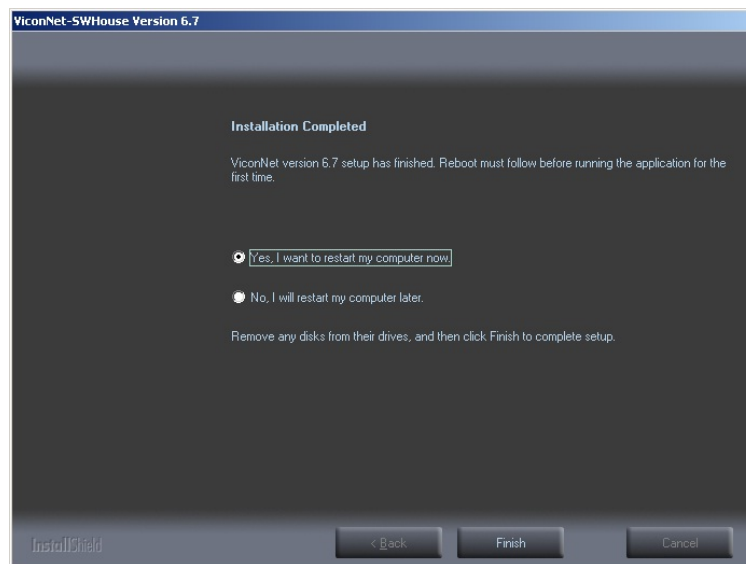 ViconNet-SWHouse Version 6.7
Installation Completed
ViconNet version 6.7 setup has finished. Reboot must follow before running the application for the
first time.
Yes, I want to restart my computer now.
No, I will restart my computer later.
Remove any disks from their drives, and then click Finish to complete setup.
InstallShield
< Back
Finish
Cancel